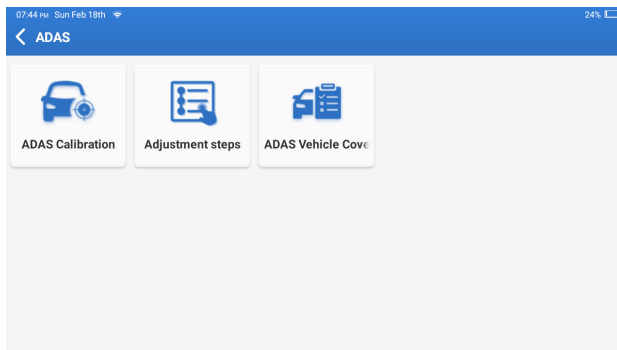 07:44 PM Sun Feb 18th 24%
ADAS
ADAS Calibration
Adjustment steps
ADAS Vehicle Cove